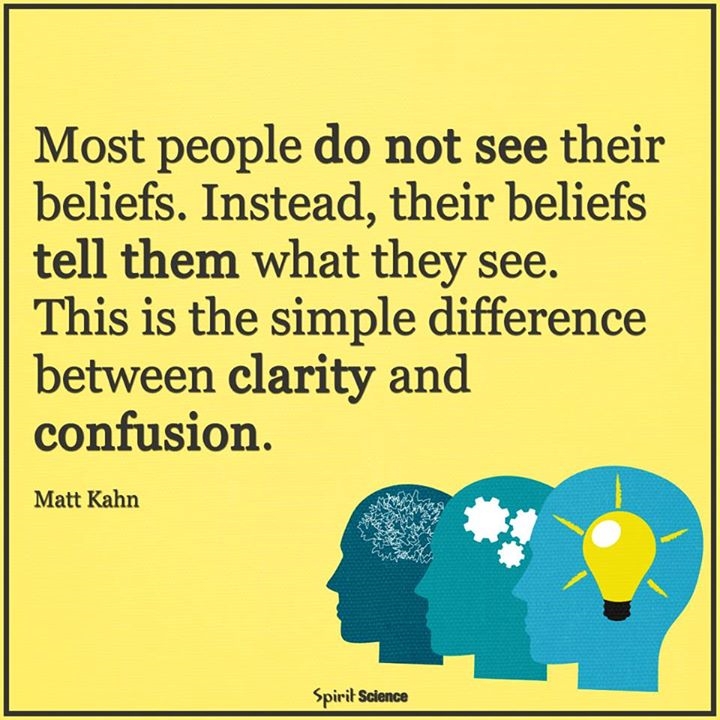 Most people do not see their
beliefs. Instead, their beliefs
tell them what they see.
This is the simple difference
between clarity and
confusion.
Matt Kahn
Spirit Science